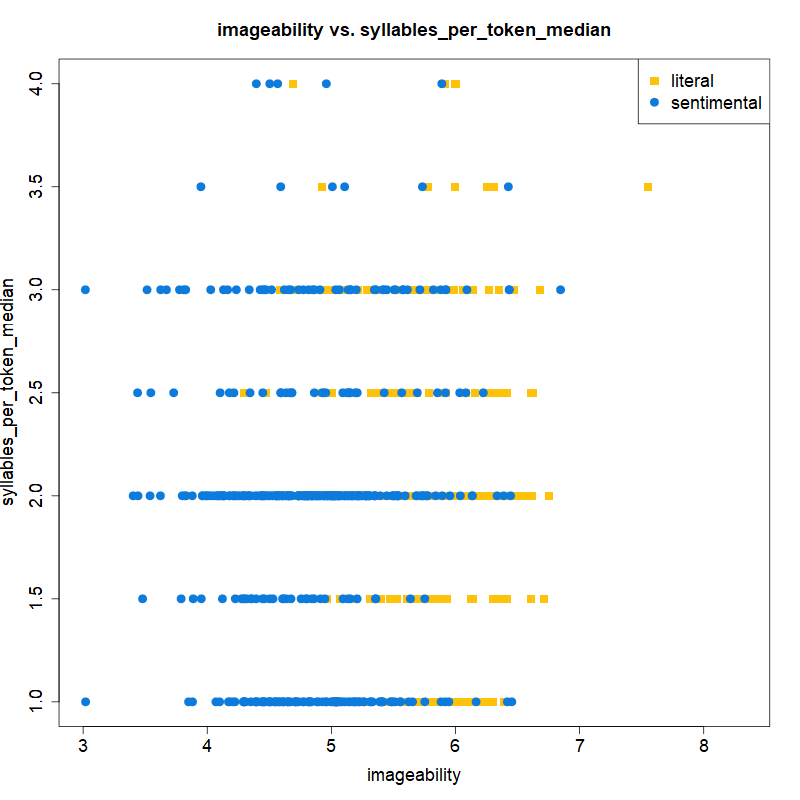 imageability vs. syllables_per_token_median
literal
sentimental
syllables_per_token_median
4.0
3.5
3.0
2.5
2.0
1.5
1.0
3 4 5 6 7 8
imageability